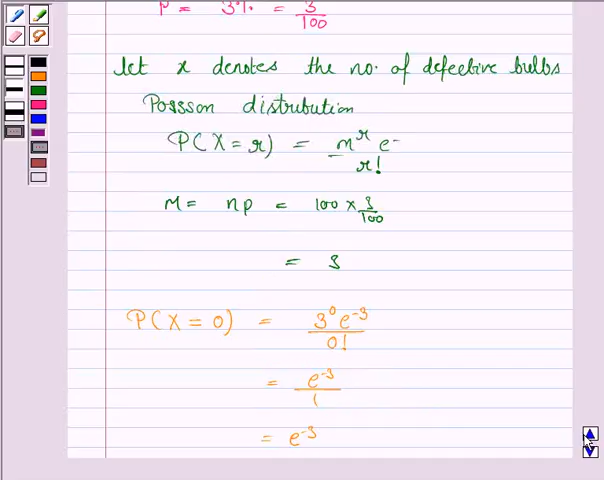 P = 3%. = 3/100
let x denotes the no. of defective bulbs
Poisson distribution
P(X = r) = m^r e^- / r!
M = np = 100 × 3/100
= 3
P(X = 0) = 3^0 e^-3 / 0!
= e^-3 / 1
= e^-3